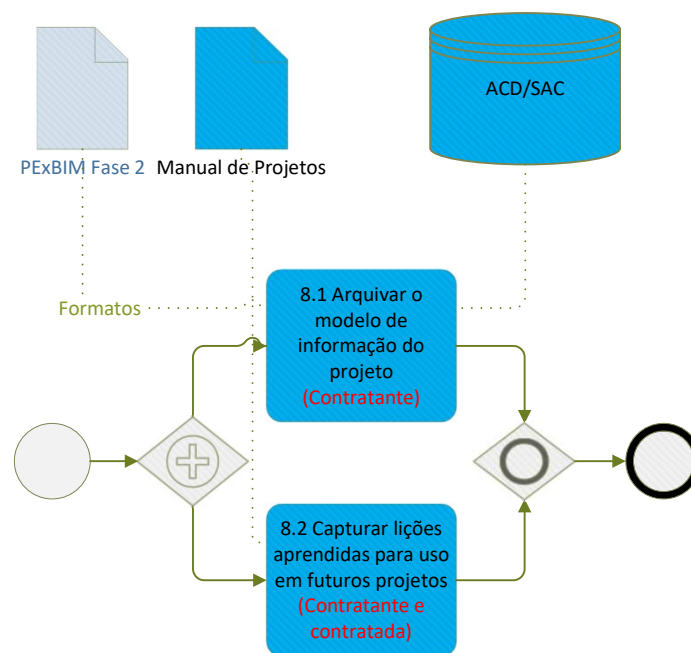 ACD/SAC
PExBIM Fase 2
Manual de Projetos
Formatos
8.1 Arquivar o
modelo de
informação do
projeto
(Contratante)
8.2 Capturar lições
aprendidas para uso
em futuros projetos
(Contratante e
contratada)